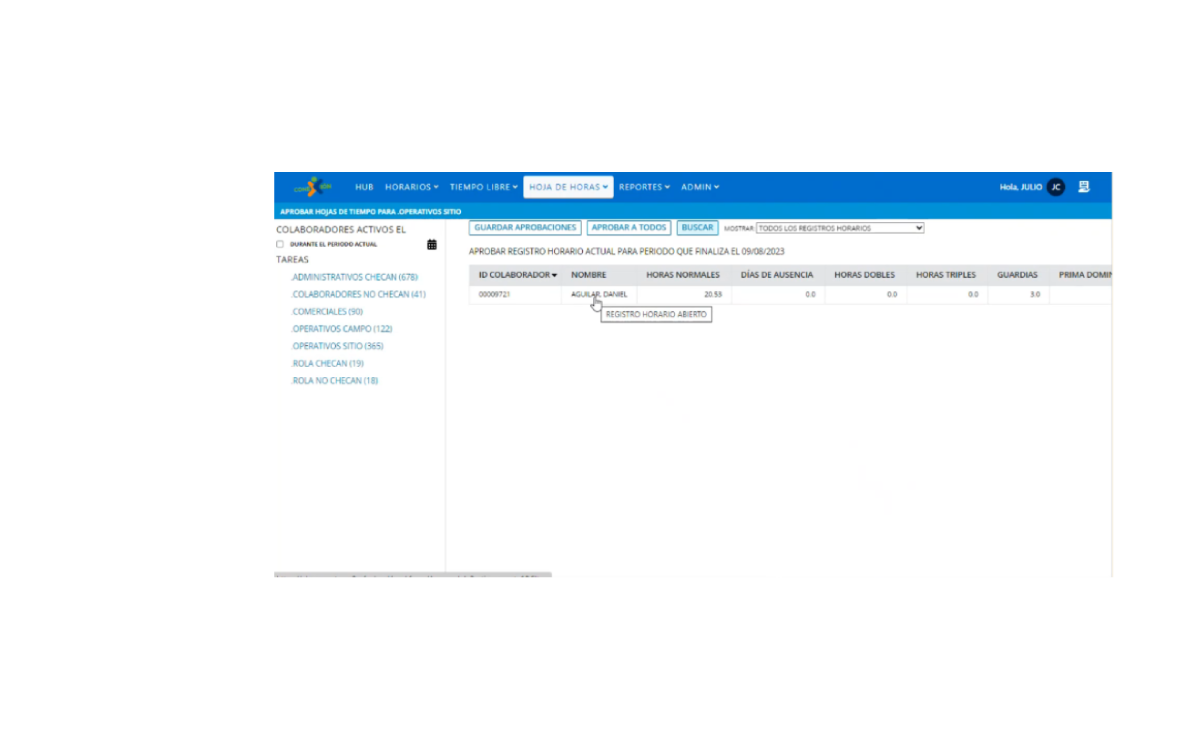 HUB HORARIOS TIEMPO LIBRE HOJA DE HORAS REPORTES ADMIN Hola, JULIO JC
APROBAR HOJAS DE TIEMPO PARA .OPERATIVOS SITIO
COLABORADORES ACTIVOS EL
DURANTE EL PERIODO ACTUAL
TAREAS
.ADMINISTRATIVOS CHECAN (678)
.COLABORADORES NO CHECAN (41)
.COMERCIALES (90)
.OPERATIVOS CAMPO (122)
.OPERATIVOS SITIO (365)
.ROLA CHECAN (19)
.ROLA NO CHECAN (18)
GUARDAR APROBACIONES APROBAR A TODOS BUSCAR MOSTRAR: TODOS LOS REGISTROS HORARIOS
APROBAR REGISTRO HORARIO ACTUAL PARA PERIODO QUE FINALIZA EL 09/08/2023
ID COLABORADOR NOMBRE HORAS NORMALES DÍAS DE AUSENCIA HORAS DOBLES HORAS TRIPLES GUARDIAS PRIMA DOMIN
00009721 AGUILAR, DANIEL 20.53 0.0 0.0 0.0 3.0
REGISTRO HORARIO ABIERTO